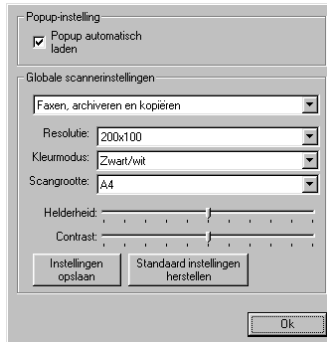 Popup-instelling
Popup automatisch
laden
Globale scannerinstellingen
Faxen, archiveren en kopiëren
Resolutie: 200x100
Kleurmodus: Zwart/wit
Scangrootte: A4
Helderheid:
Contrast:
Instellingen
opslaan
Standaard instellingen
herstellen
Ok